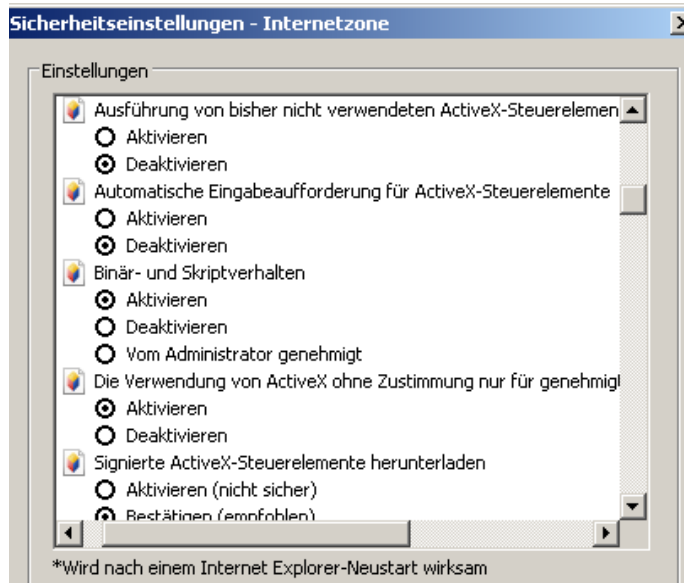 Sicherheitseinstellungen - Internetzone
Einstellungen
Ausführung von bisher nicht verwendeten ActiveX-Steuerelemen
Aktivieren
Deaktivieren
Automatische Eingabeaufforderung für ActiveX-Steuerelemente
Aktivieren
Deaktivieren
Binär- und Skriptverhalten
Aktivieren
Deaktivieren
Vom Administrator genehmigt
Die Verwendung von ActiveX ohne Zustimmung nur für genehmigt
Aktivieren
Deaktivieren
Signierte ActiveX-Steuerelemente herunterladen
Aktivieren (nicht sicher)
Bestätigen (empfohlen)
*Wird nach einem Internet Explorer-Neustart wirksam